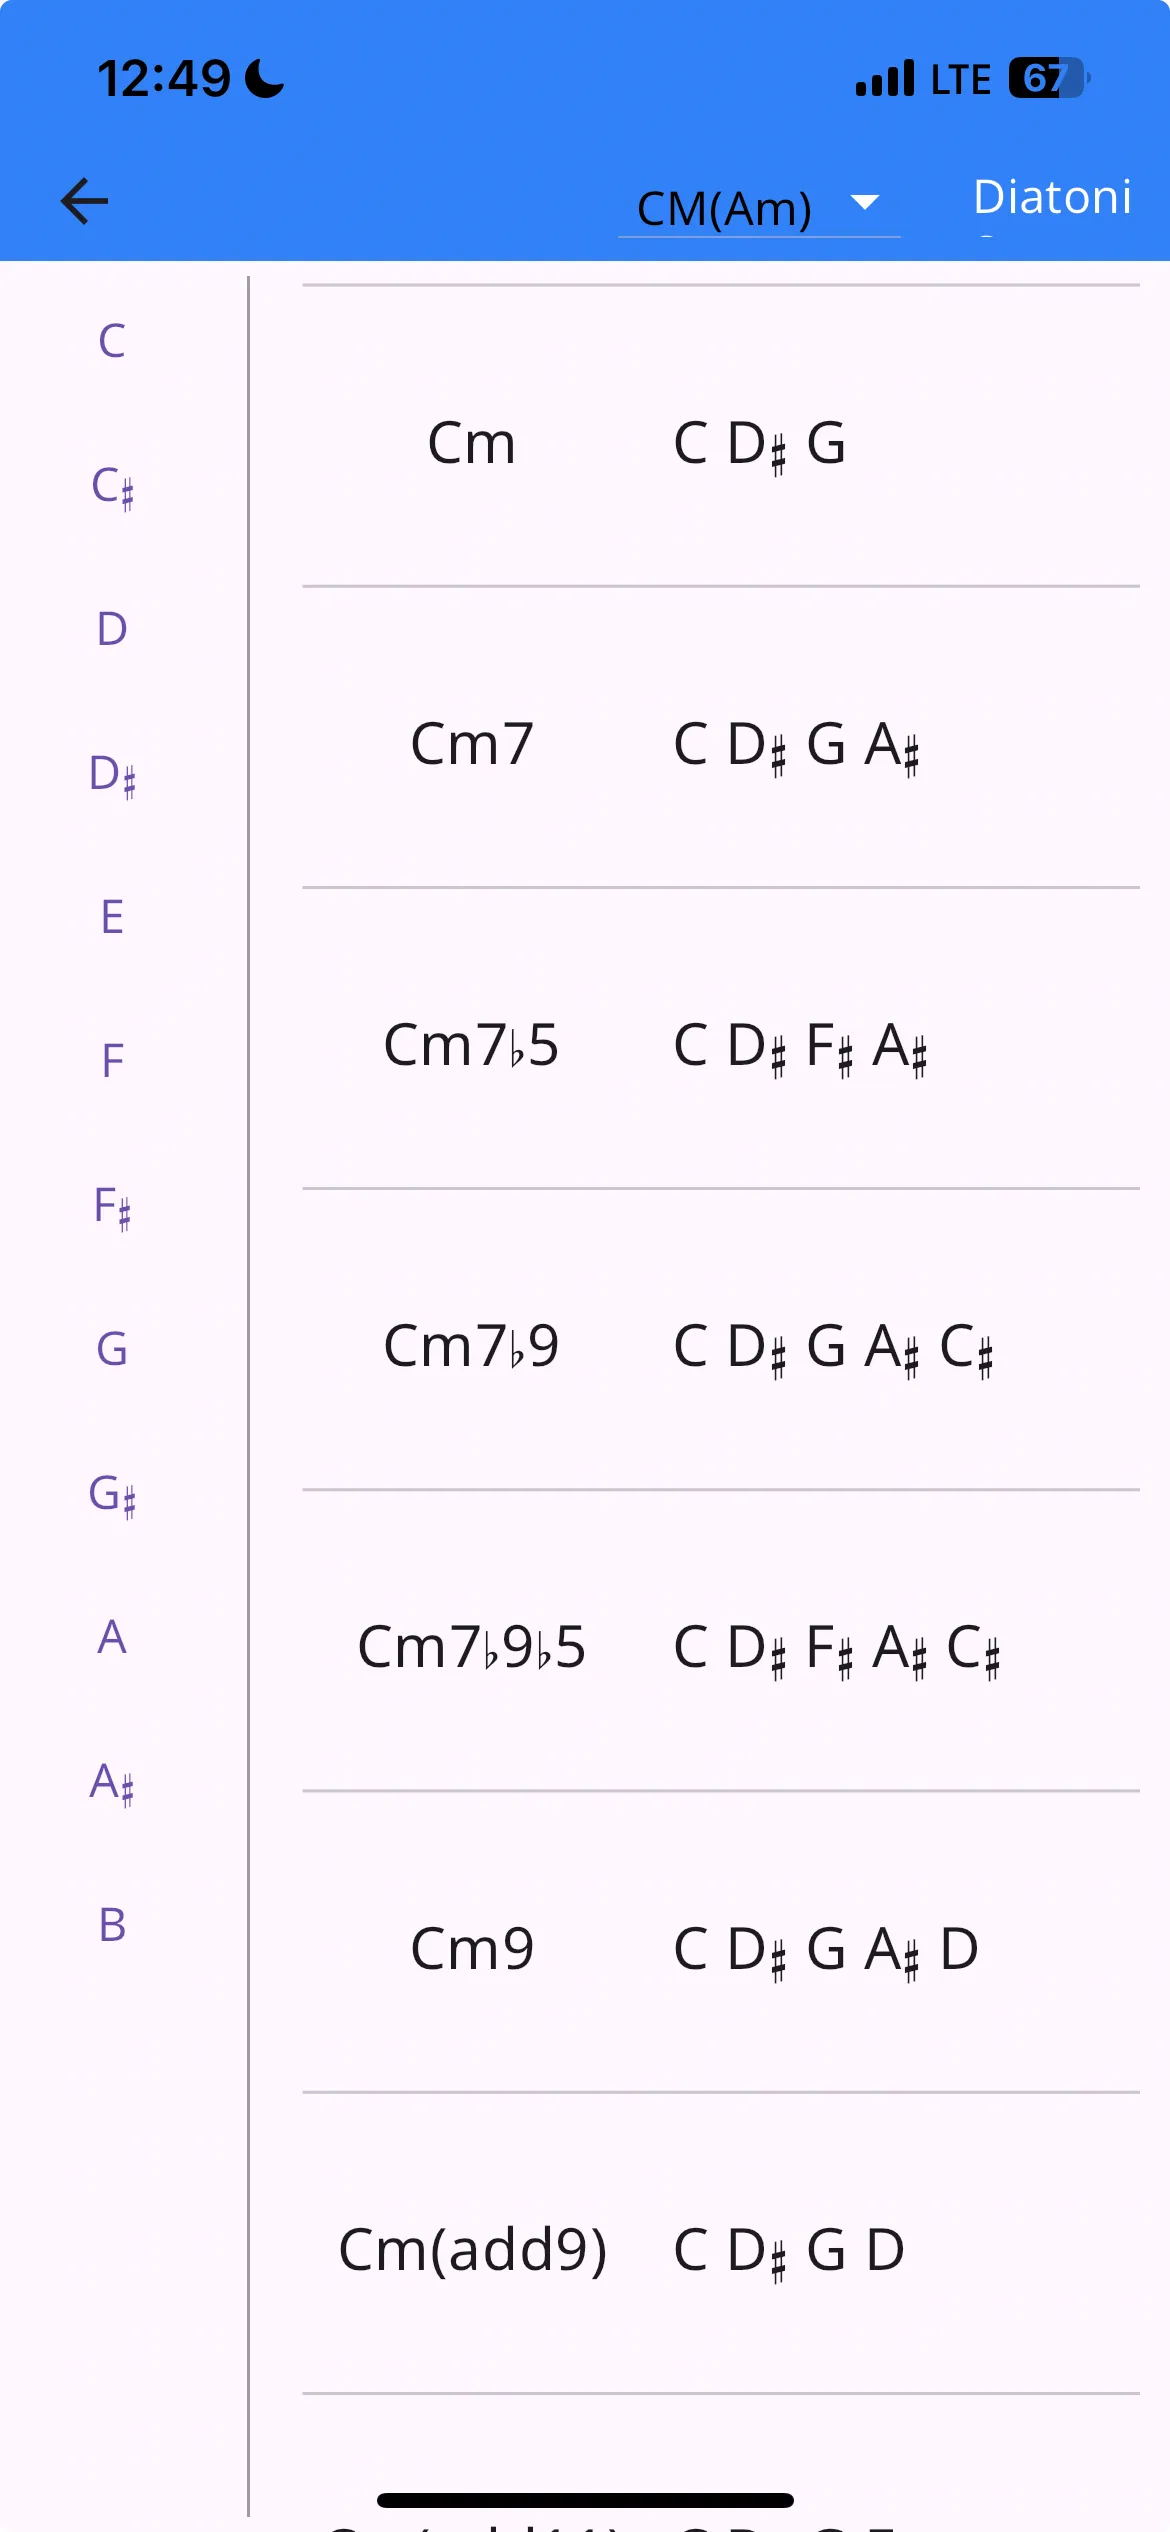 12:49 LTE 67
CM(Am) Diatoni
C
C♯
D
D♯
E
F
F♯
G
G♯
A
A♯
B
Cm C D♯ G
Cm7 C D♯ G A♯
Cm7♭5 C D♯ F♯ A♯
Cm7♭9 C D♯ G A♯ C♯
Cm7♭9♭5 C D♯ F♯ A♯ C♯
Cm9 C D♯ G A♯ D
Cm(add9) C D♯ G D